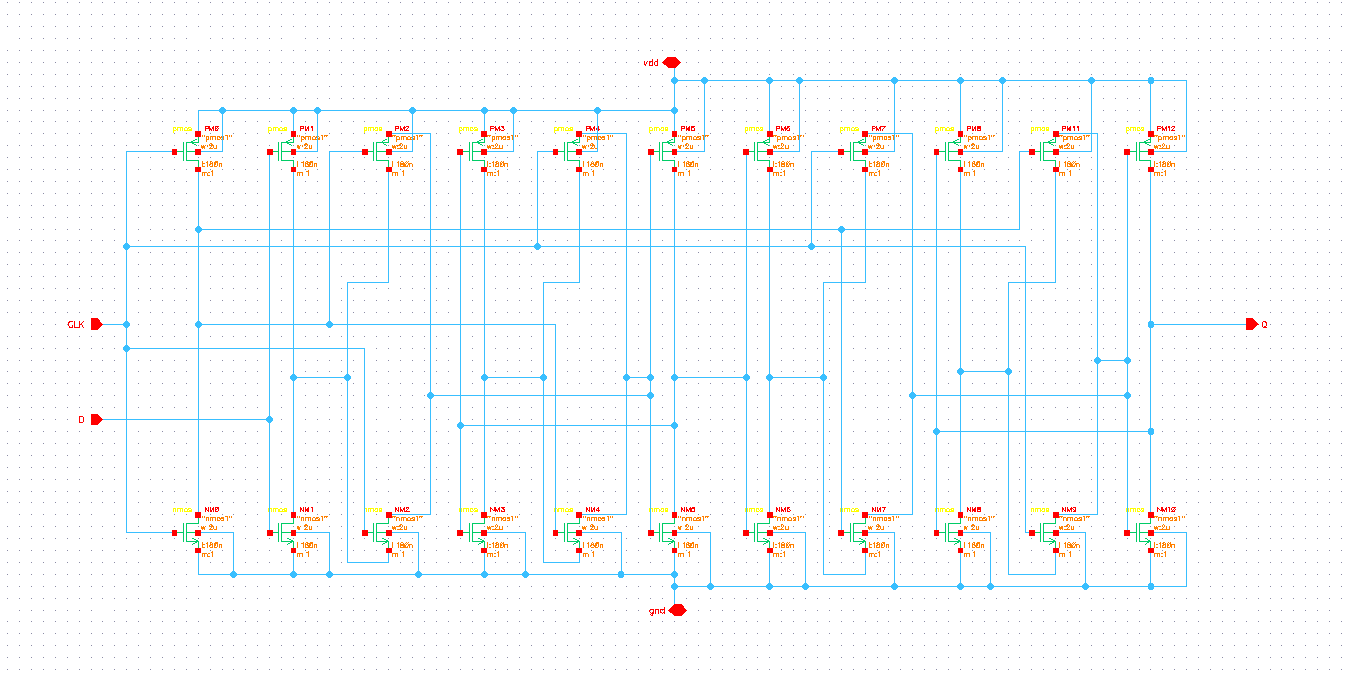 vdd
PM0
PM1
PM2
PM3
PM4
PM5
PM6
PM7
PM8
PM11
PM12
"pmos1"
"pmos1"
"pmos1"
"pmos1"
"pmos1"
"pmos1"
"pmos1"
"pmos1"
"pmos1"
"pmos1"
"pmos1"
w:2u
w:2u
w:2u
w:2u
w:2u
w:2u
w:2u
w:2u
w:2u
w:2u
w:2u
l:180n
l:180n
l:180n
l:180n
l:180n
l:180n
l:180n
l:180n
l:180n
l:180n
l:180n
m:1
m:1
m:1
m:1
m:1
m:1
m:1
m:1
m:1
m:1
m:1
CLK
Q
D
NM0
NM1
NM2
NM3
NM4
NM5
NM6
NM7
NM8
NM9
NM10
"nmos1"
"nmos1"
"nmos1"
"nmos1"
"nmos1"
"nmos1"
"nmos1"
"nmos1"
"nmos1"
"nmos1"
"nmos1"
w:2u
w:2u
w:2u
w:2u
w:2u
w:2u
w:2u
w:2u
w:2u
w:2u
w:2u
l:180n
l:180n
l:180n
l:180n
l:180n
l:180n
l:180n
l:180n
l:180n
l:180n
l:180n
m:1
m:1
m:1
m:1
m:1
m:1
m:1
m:1
m:1
m:1
m:1
gnd